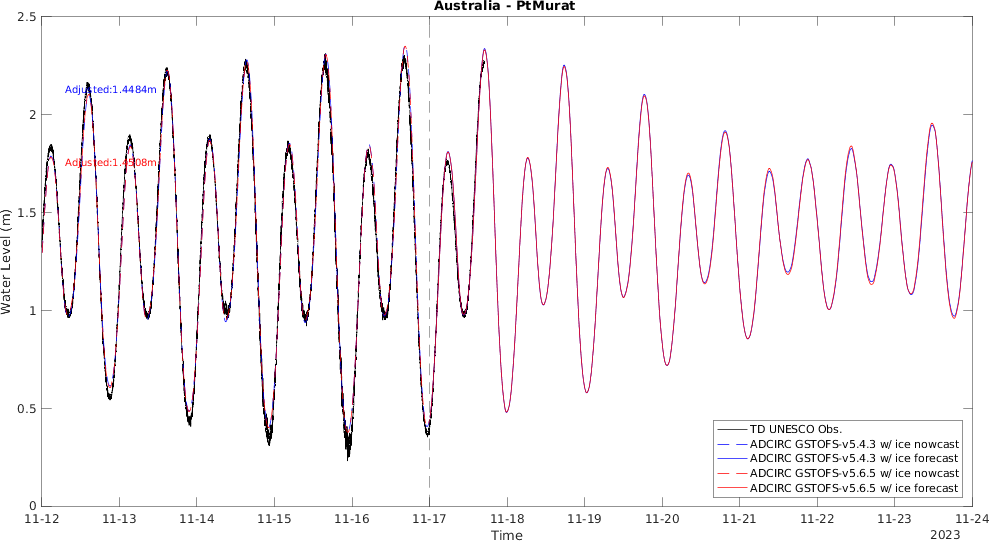 Australia - PtMurat
2.5
2
1.5
1
0.5
0
Water Level (m)
Adjusted:1.4484m
Adjusted:1.4508m
TD UNESCO Obs.
ADCIRC GSTOFS-v5.4.3 w/ ice nowcast
ADCIRC GSTOFS-v5.4.3 w/ ice forecast
ADCIRC GSTOFS-v5.6.5 w/ ice nowcast
ADCIRC GSTOFS-v5.6.5 w/ ice forecast
11-12 11-13 11-14 11-15 11-16 11-17 11-18 11-19 11-20 11-21 11-22 11-23 11-24
Time
2023